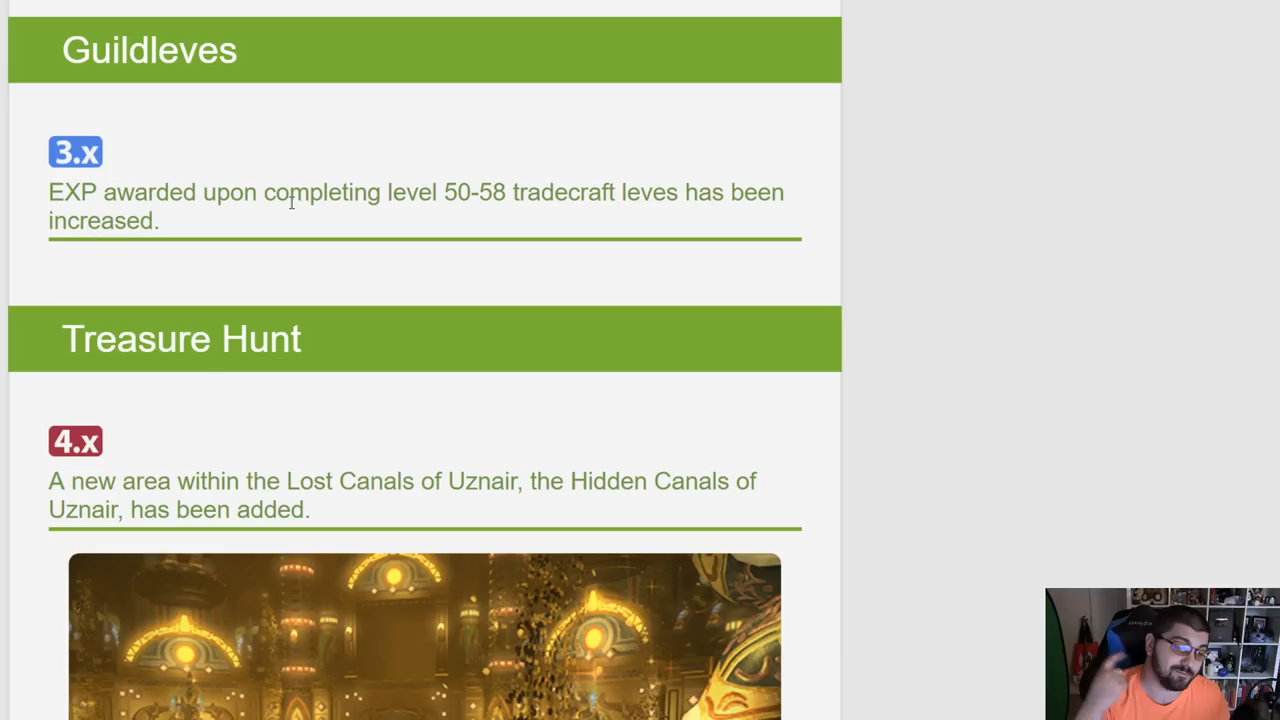 Guildleves
3.x
EXP awarded upon completing level 50-58 tradecraft leves has been
increased.
Treasure Hunt
4.x
A new area within the Lost Canals of Uznair, the Hidden Canals of
Uznair, has been added.